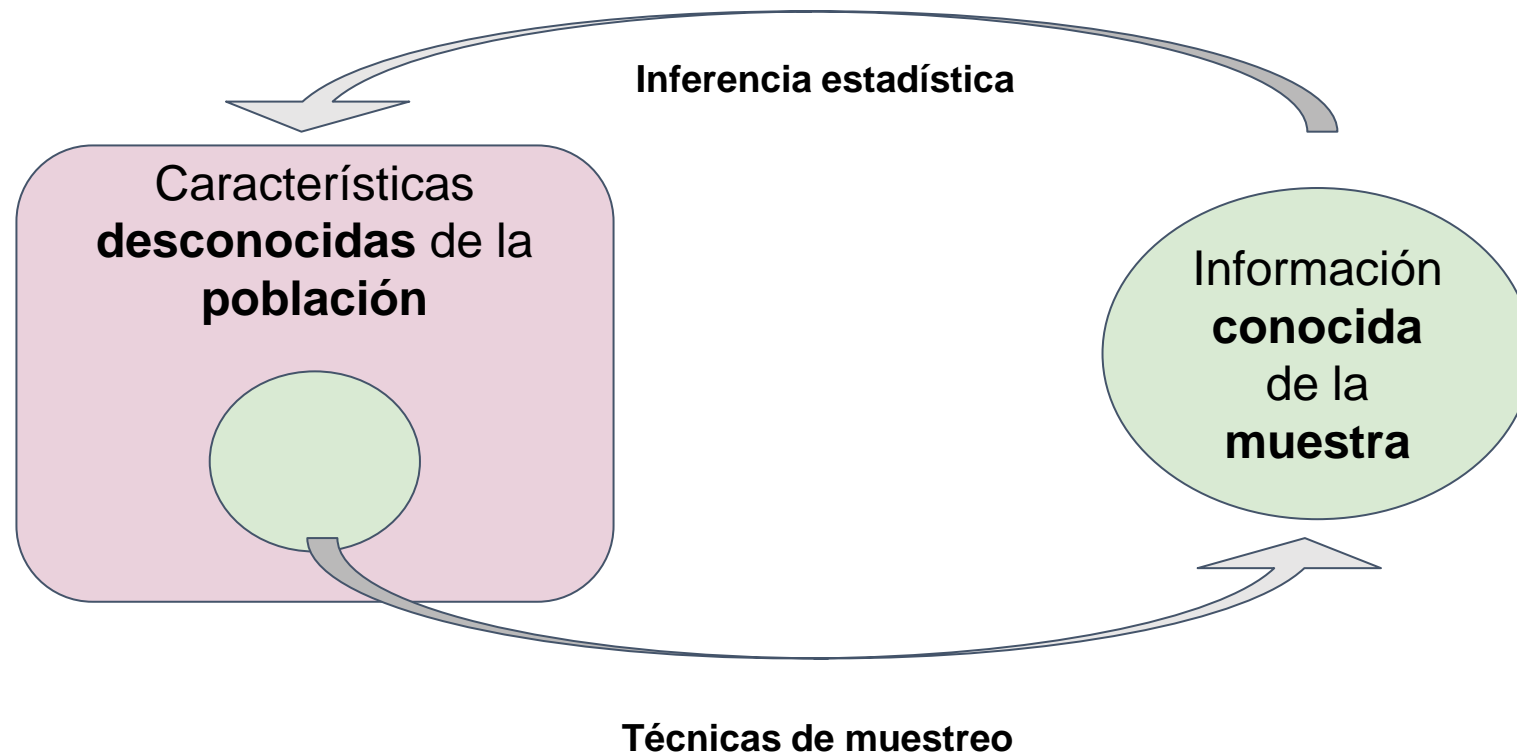 Inferencia estadística
Características
desconocidas de la
población
Información
conocida
de la
muestra
Técnicas de muestreo